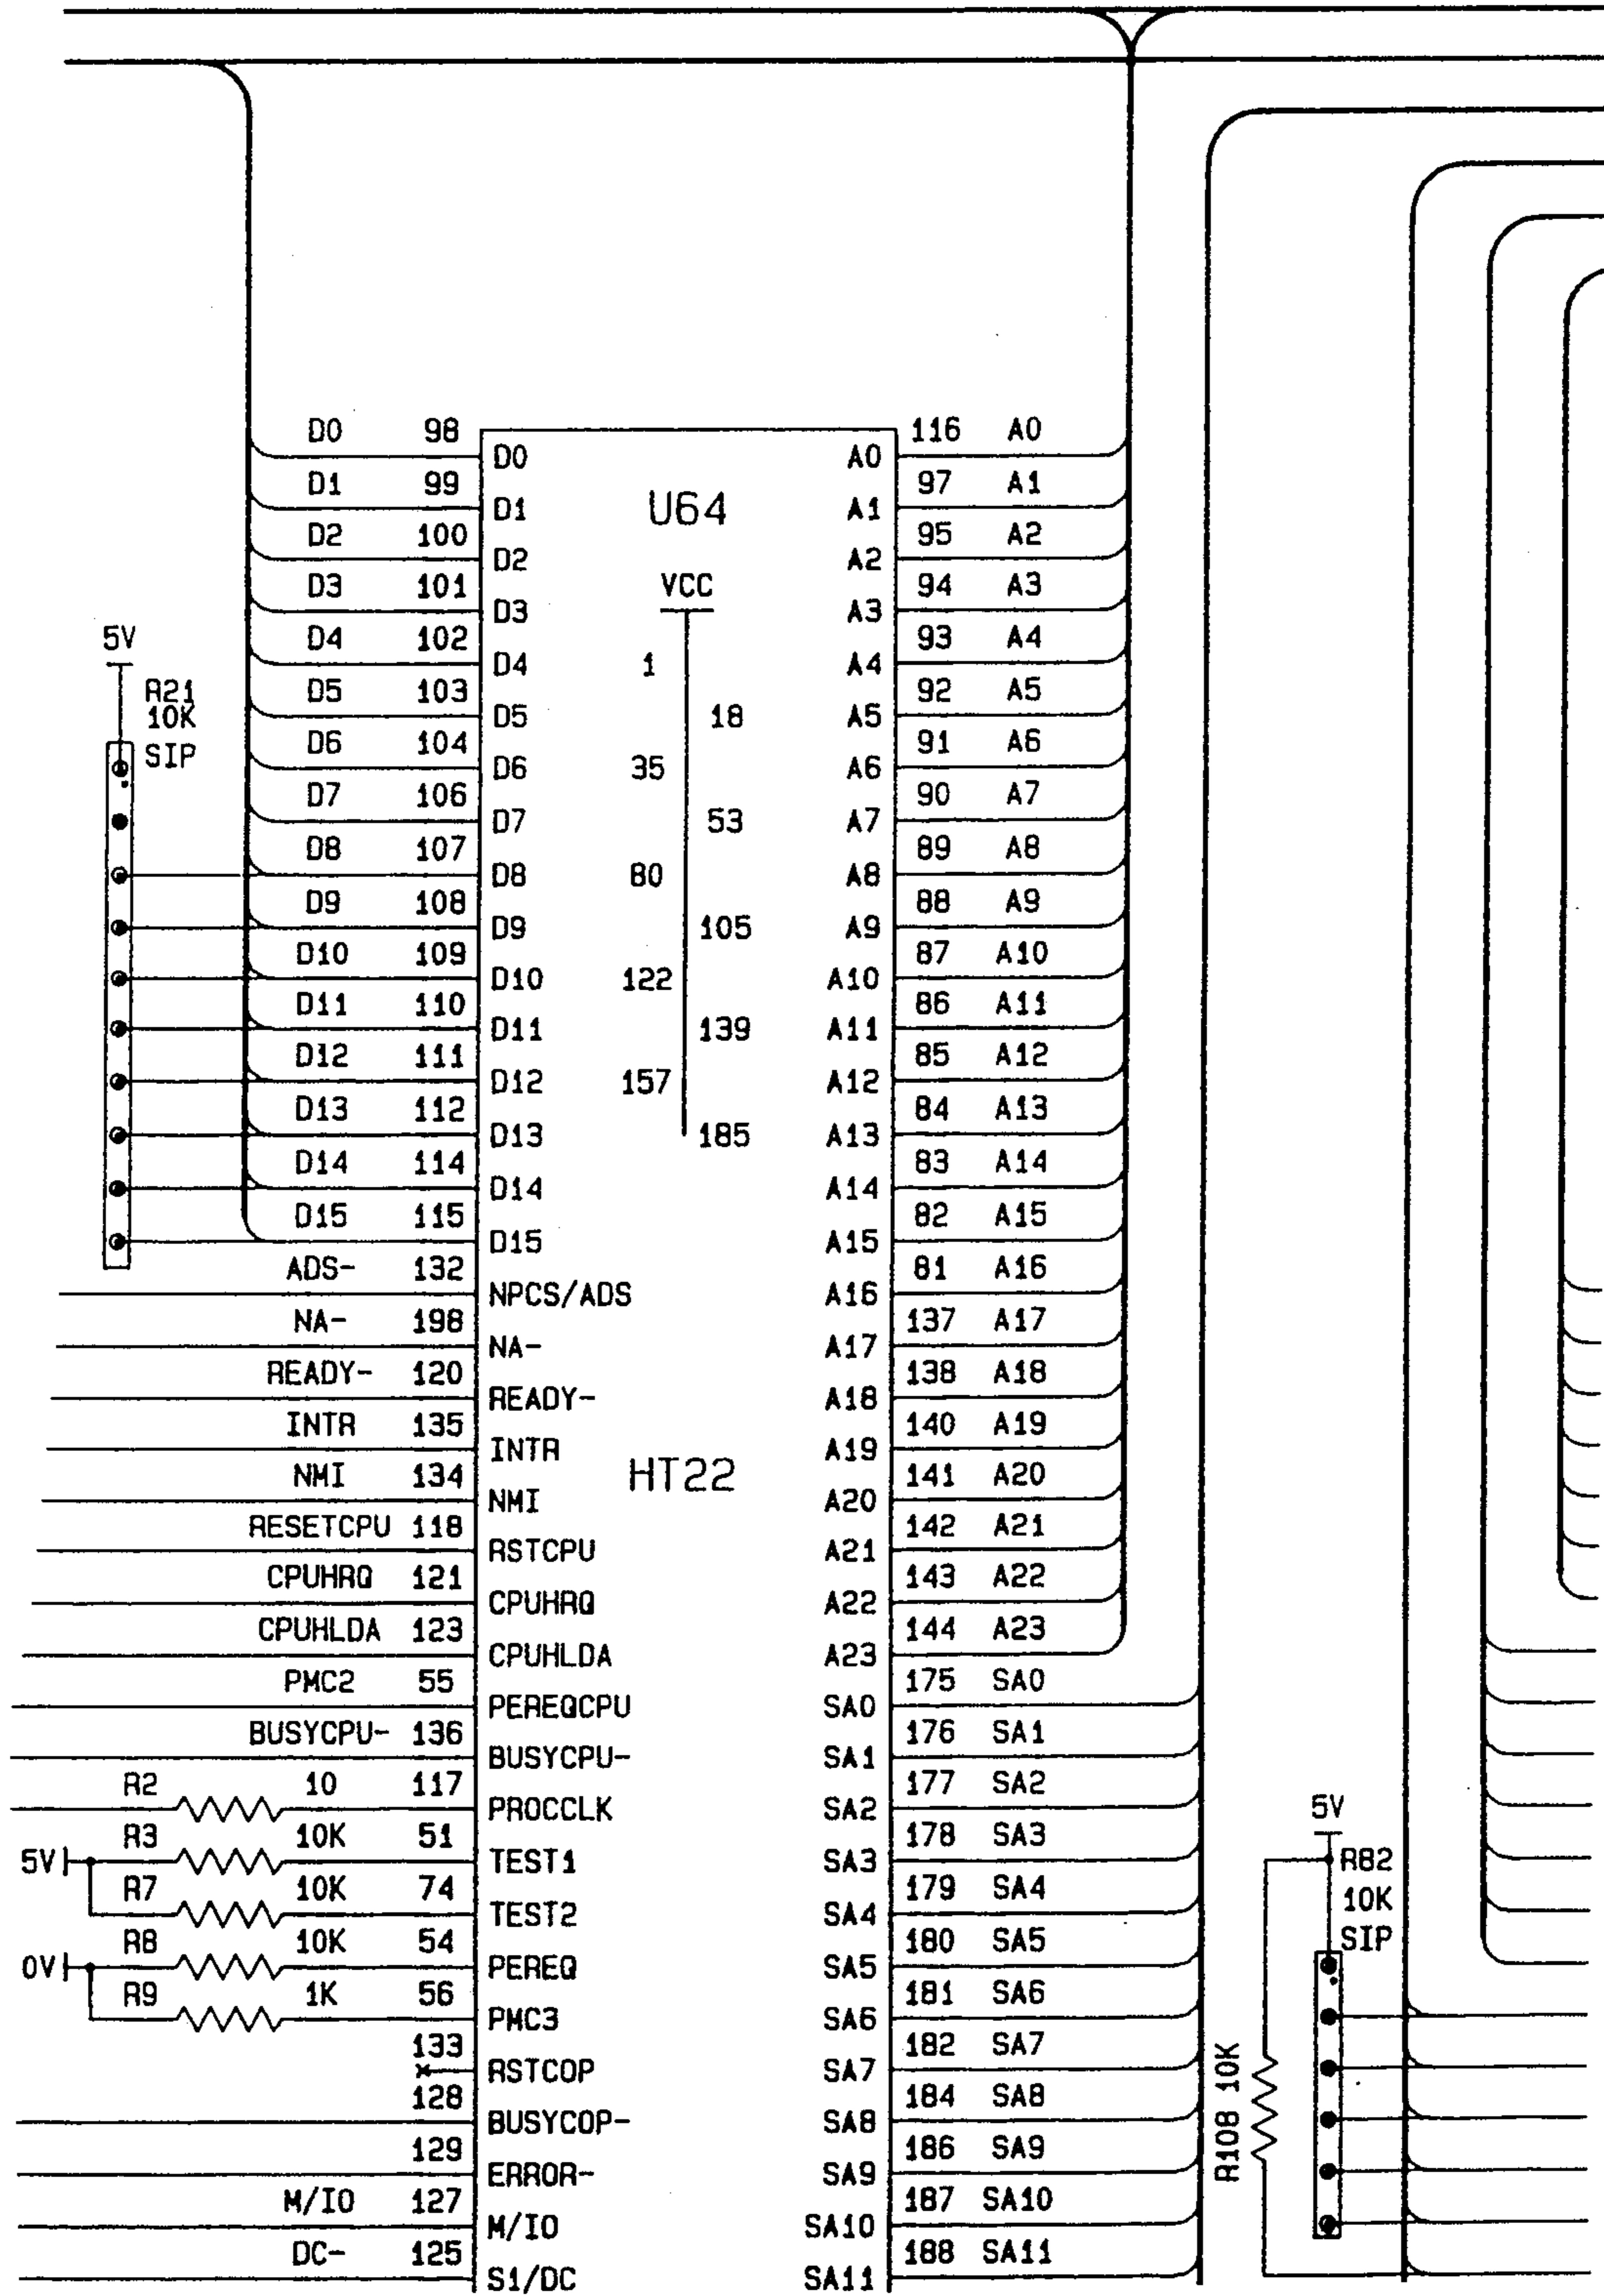 D0 98 D0 A0 116 A0
D1 99 D1 U64 A1 97 A1
D2 100 D2 A2 95 A2
D3 101 D3 VCC A3 94 A3
5V D4 102 D4 1 A4 93 A4
R21 D5 103 D5 18 A5 92 A5
10K
SIP D6 104 D6 35 A6 91 A6
D7 106 D7 53 A7 90 A7
D8 107 D8 80 A8 89 A8
D9 108 D9 105 A9 88 A9
D10 109 D10 122 A10 87 A10
D11 110 D11 139 A11 86 A11
D12 111 D12 157 A12 85 A12
D13 112 D13 185 A13 84 A13
D14 114 D14 A14 83 A14
D15 115 D15 A15 82 A15
ADS- 132 NPCS/ADS A16 81 A16
NA- 198 NA- A17 137 A17
READY- 120 READY- A18 138 A18
INTR 135 INTR A19 140 A19
HT22
NMI 134 NMI A20 141 A20
RESETCPU 118 RSTCPU A21 142 A21
CPUHRQ 121 CPUHRQ A22 143 A22
CPUHLDA 123 CPUHLDA A23 144 A23
PMC2 55 PEREQCPU SA0 175 SA0
BUSYCPU- 136 BUSYCPU- SA1 176 SA1
R2 10 117 PROCCLK SA2 177 SA2
5V
5V R3 10K 51 TEST1 SA3 178 SA3
R82
10K
SIP
R7 10K 74 TEST2 SA4 179 SA4
0V R8 10K 54 PEREQ SA5 180 SA5
R9 1K 56 PMC3 SA6 181 SA6
133 RSTCOP SA7 182 SA7
R108 10K
128 BUSYCOP- SA8 184 SA8
129 ERROR- SA9 186 SA9
M/IO 127 M/IO SA10 187 SA10
DC- 125 S1/DC SA11 188 SA11